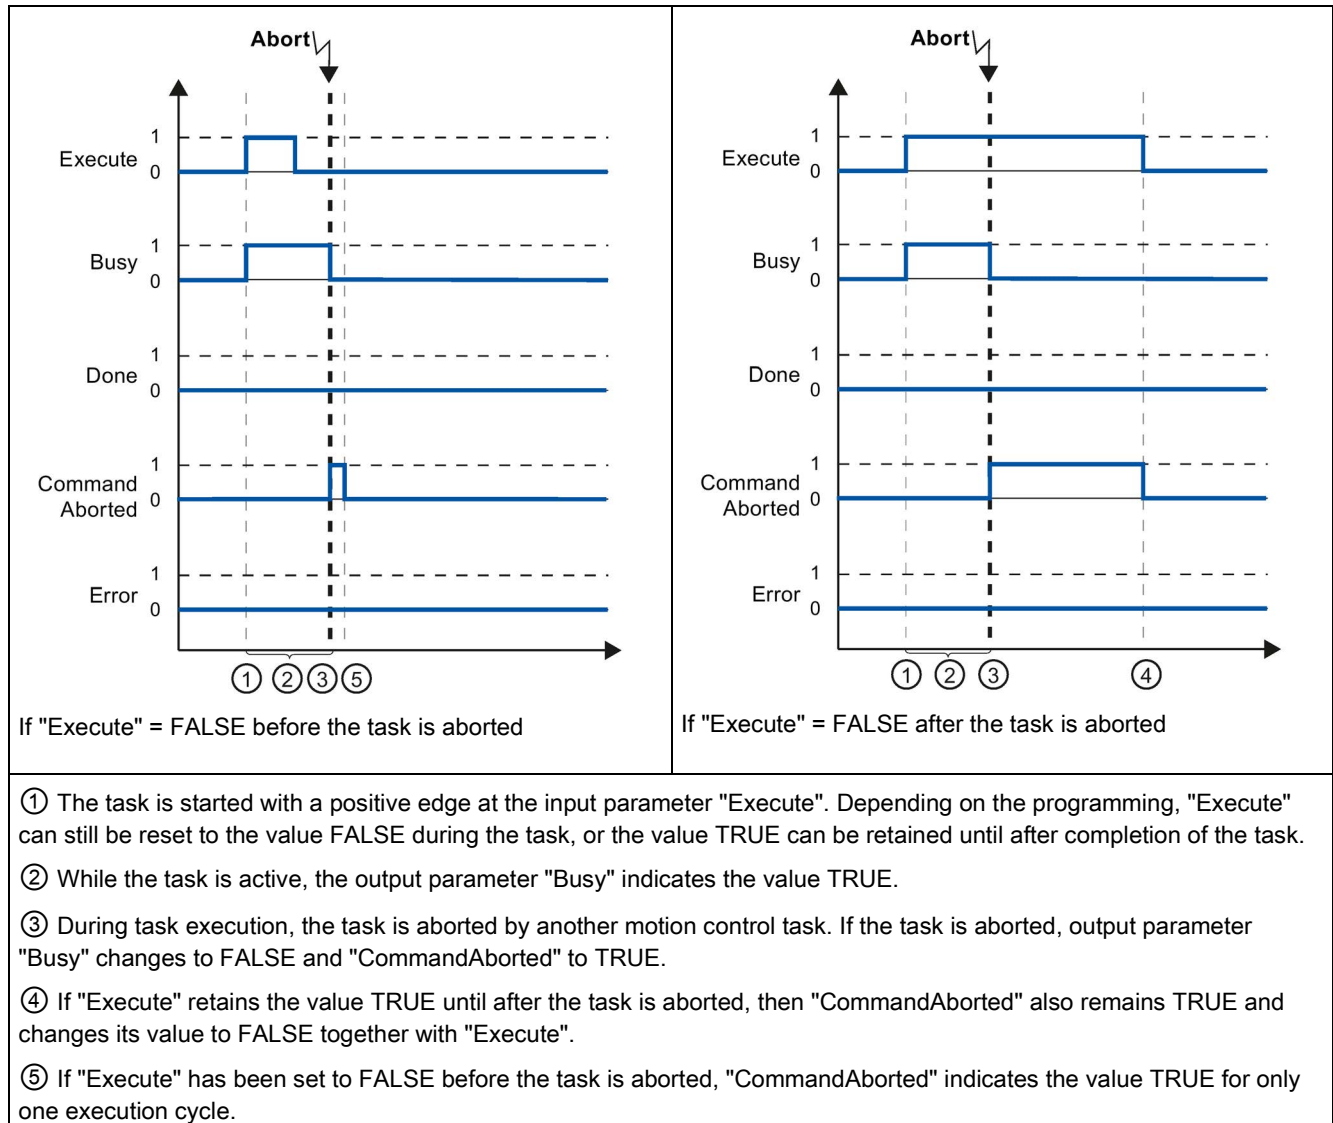 Abort
1
Execute 0
1
Busy 0
1
Done 0
1
Command
Aborted 0
1
Error 0
① ② ③ ⑤
If "Execute" = FALSE before the task is aborted
Abort
1
Execute 0
1
Busy 0
1
Done 0
1
Command
Aborted 0
1
Error 0
① ② ③ ④
If "Execute" = FALSE after the task is aborted
① The task is started with a positive edge at the input parameter "Execute". Depending on the programming, "Execute"
can still be reset to the value FALSE during the task, or the value TRUE can be retained until after completion of the task.
② While the task is active, the output parameter "Busy" indicates the value TRUE.
③ During task execution, the task is aborted by another motion control task. If the task is aborted, output parameter
"Busy" changes to FALSE and "CommandAborted" to TRUE.
④ If "Execute" retains the value TRUE until after the task is aborted, then "CommandAborted" also remains TRUE and
changes its value to FALSE together with "Execute".
⑤ If "Execute" has been set to FALSE before the task is aborted, "CommandAborted" indicates the value TRUE for only
one execution cycle.